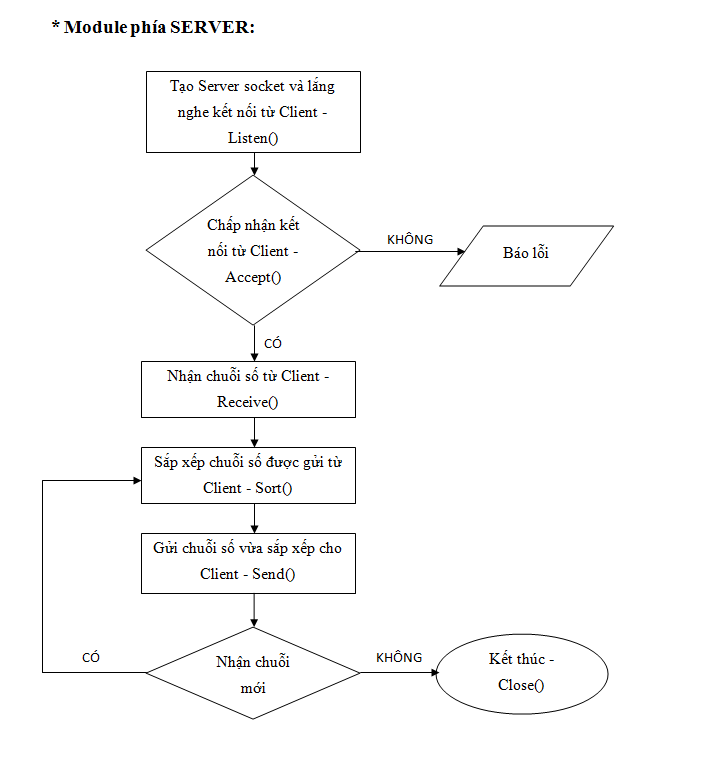 * Module phía SERVER:
Tạo Server socket và lắng
nghe kết nối từ Client -
Listen()
Chấp nhận kết
nối từ Client -
Accept()
KHÔNG
Báo lỗi
CÓ
Nhận chuỗi số từ Client -
Receive()
Sắp xếp chuỗi số được gửi từ
Client - Sort()
Gửi chuỗi số vừa sắp xếp cho
Client - Send()
CÓ
Nhận chuỗi
mới
KHÔNG
Kết thúc -
Close()